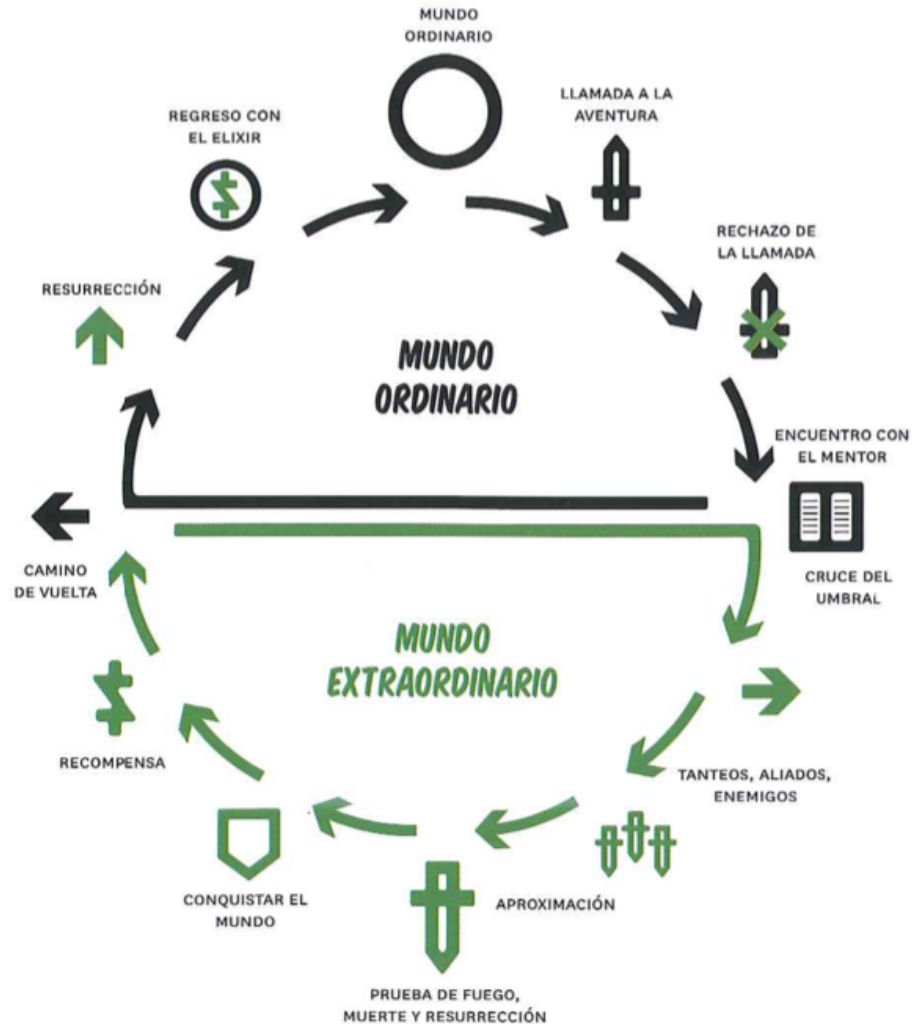 MUNDO
ORDINARIO
LLAMADA A LA
AVENTURA
REGRESO CON
EL ELIXIR
RECHAZO DE
LA LLAMADA
RESURRECCIÓN
MUNDO
ORDINARIO
ENCUENTRO CON
EL MENTOR
CAMINO
DE VUELTA
CRUCE DEL
UMBRAL
MUNDO
EXTRAORDINARIO
RECOMPENSA
TANTEOS, ALIADOS,
ENEMIGOS
CONQUISTAR EL
MUNDO
APROXIMACIÓN
PRUEBA DE FUEGO,
MUERTE Y RESURRECCIÓN